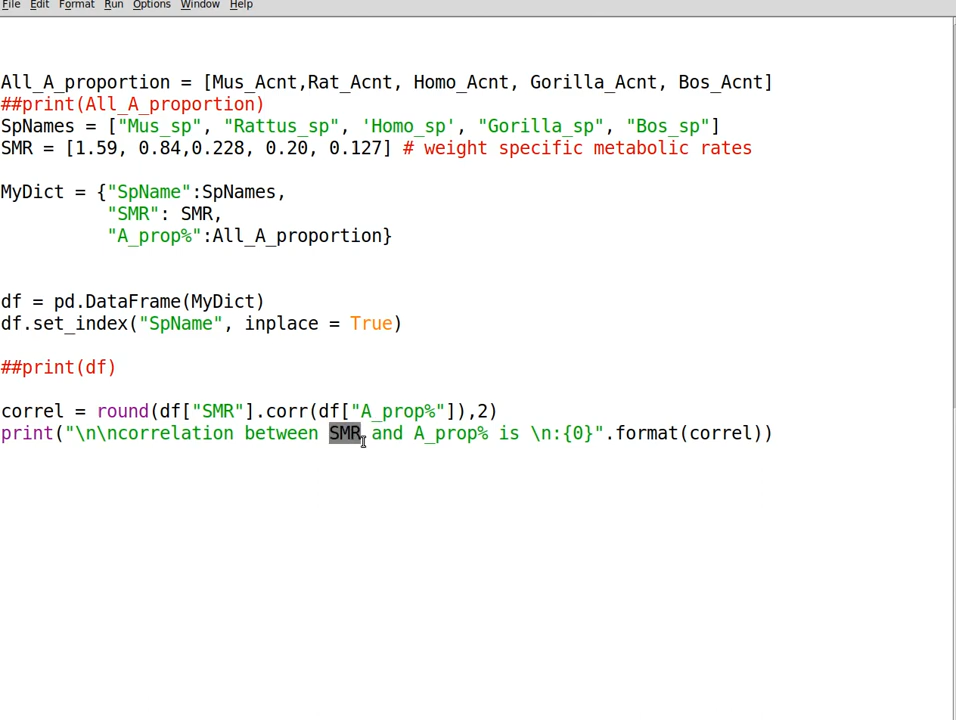 File Edit Format Run Options Window Help
All_A_proportion = [Mus_Acnt,Rat_Acnt, Homo_Acnt, Gorilla_Acnt, Bos_Acnt]
##print(All_A_proportion)
SpNames = ["Mus_sp", "Rattus_sp", 'Homo_sp', "Gorilla_sp", "Bos_sp"]
SMR = [1.59, 0.84,0.228, 0.20, 0.127] # weight specific metabolic rates
MyDict = {"SpName":SpNames,
"SMR": SMR,
"A_prop%":All_A_proportion}
df = pd.DataFrame(MyDict)
df.set_index("SpName", inplace = True)
##print(df)
correl = round(df["SMR"].corr(df["A_prop%"]),2)
print("\n\ncorrelation between SMR and A_prop% is \n:{0}".format(correl))